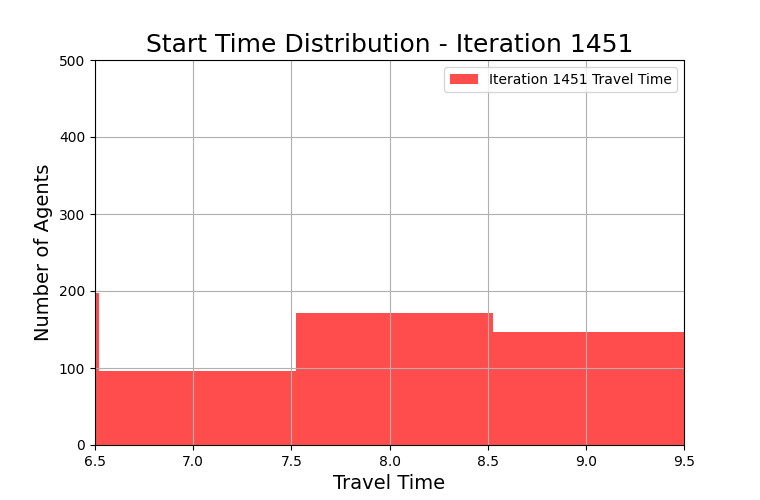 Start Time Distribution - Iteration 1451
Iteration 1451 Travel Time
Number of Agents
500
400
300
200
100
0
6.5 7.0 7.5 8.0 8.5 9.0 9.5
Travel Time